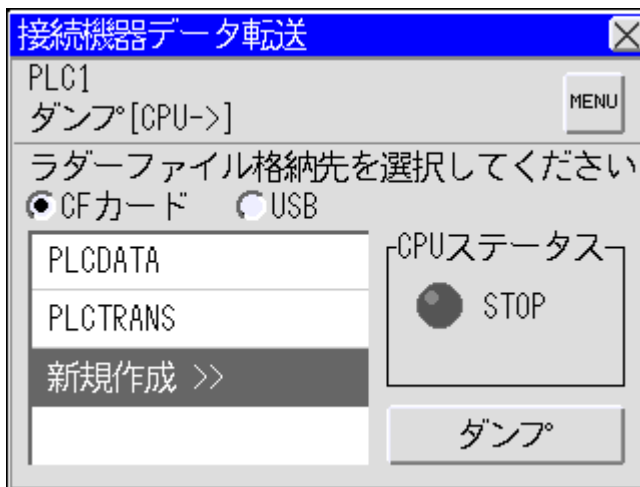 接続機器データ転送
PLC1
ダンプ[CPU->]
MENU
ラダーファイル格納先を選択してください
CFカード
USB
PLCDATA
PLCTRANS
新規作成 >>
CPUステータス
STOP
ダンプ